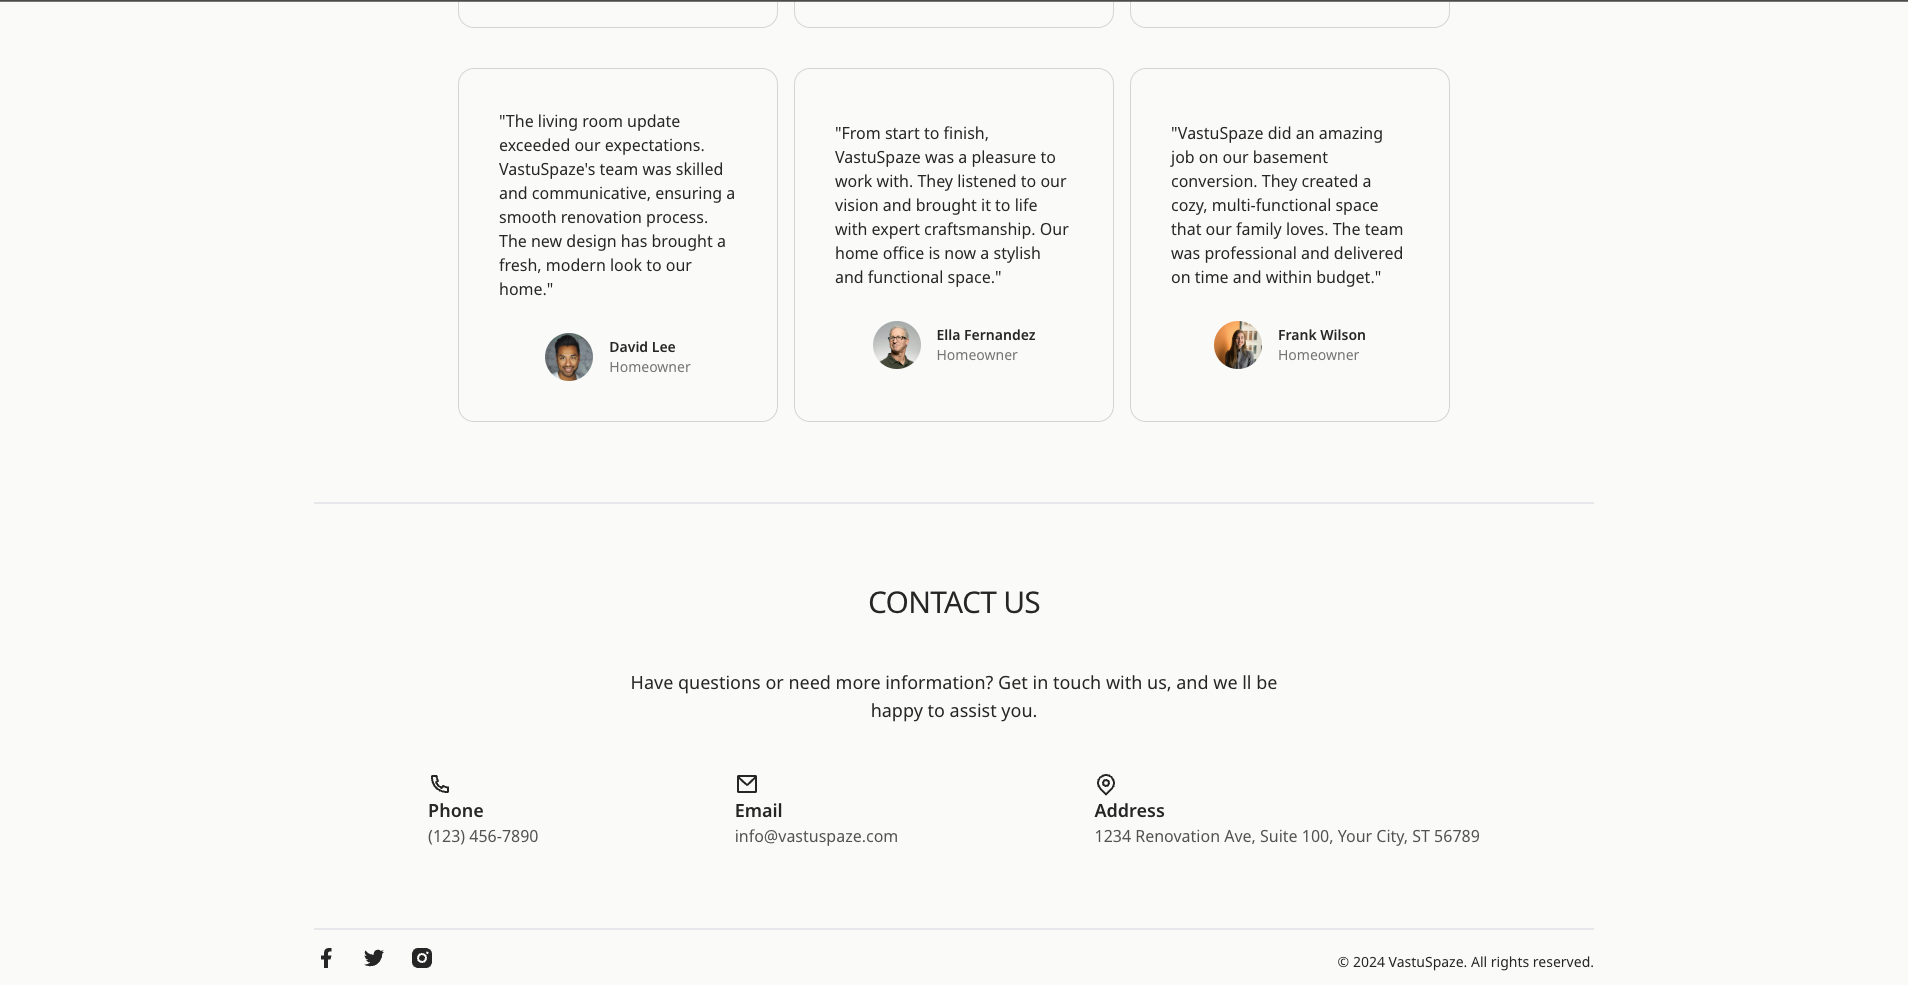 "The living room update
exceeded our expectations.
VastuSpaze's team was skilled
and communicative, ensuring a
smooth renovation process.
The new design has brought a
fresh, modern look to our
home."
David Lee
Homeowner
"From start to finish,
VastuSpaze was a pleasure to
work with. They listened to our
vision and brought it to life
with expert craftsmanship. Our
home office is now a stylish
and functional space."
Ella Fernandez
Homeowner
"VastuSpaze did an amazing
job on our basement
conversion. They created a
cozy, multi-functional space
that our family loves. The team
was professional and delivered
on time and within budget."
Frank Wilson
Homeowner
CONTACT US
Have questions or need more information? Get in touch with us, and we ll be
happy to assist you.
Phone
(123) 456-7890
Email
info@vastuspaze.com
Address
1234 Renovation Ave, Suite 100, Your City, ST 56789
© 2024 VastuSpaze. All rights reserved.